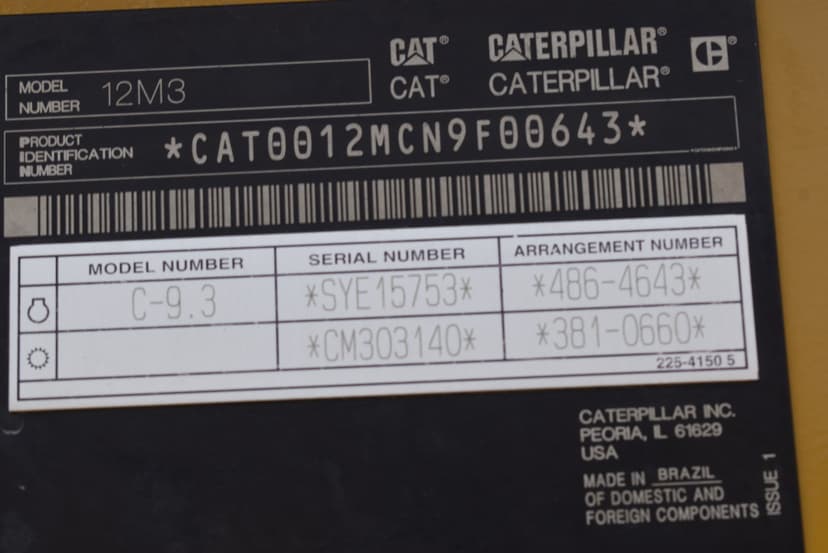 CAT® CATERPILLAR®
CAT® CATERPILLAR®
MODEL NUMBER 12M3
PRODUCT IDENTIFICATION NUMBER *CAT0012MCN9F00643*
MODEL NUMBER SERIAL NUMBER ARRANGEMENT NUMBER
C-9.3 *SYE15753* *486-4643*
*CM303140* *381-0660*
225-4150 5
CATERPILLAR INC.
PEORIA, IL 61629
USA
MADE IN BRAZIL
OF DOMESTIC AND
FOREIGN COMPONENTS
ISSUE 1